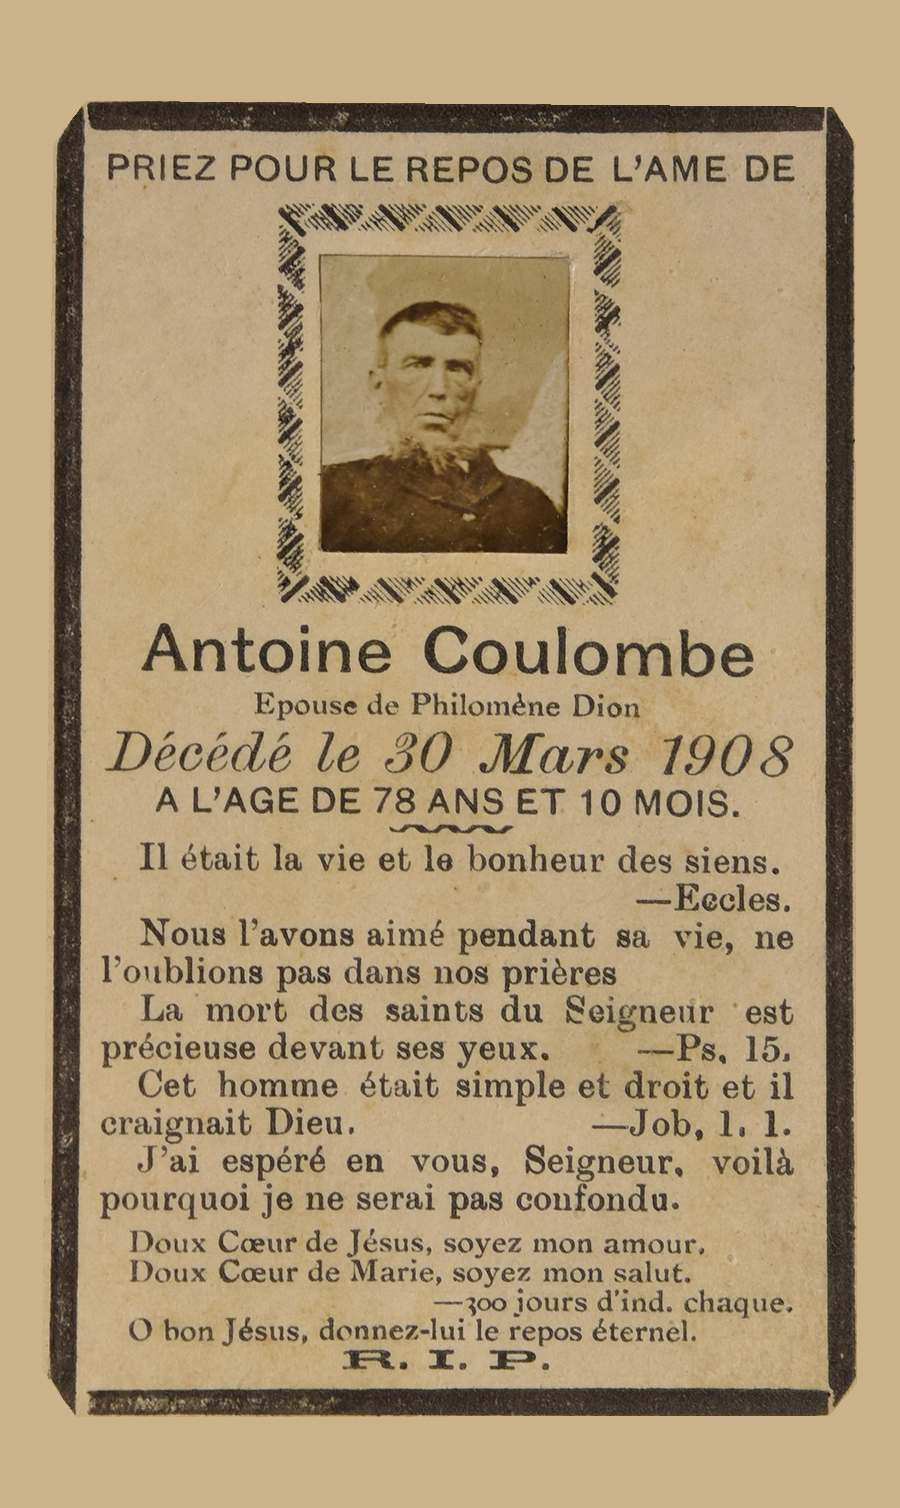 PRIEZ POUR LE REPOS DE L'AME DE
Antoine Coulombe
Epouse de Philomène Dion
Décédé le 30 Mars 1908
A L'AGE DE 78 ANS ET 10 MOIS.
Il était la vie et le bonheur des siens.
—Eccles.
Nous l'avons aimé pendant sa vie, ne
l'oublions pas dans nos prières
La mort des saints du Seigneur est
précieuse devant ses yeux. —Ps. 15.
Cet homme était simple et droit et il
craignait Dieu. —Job, 1. 1.
J'ai espéré en vous, Seigneur, voilà
pourquoi je ne serai pas confondu.
Doux Cœur de Jésus, soyez mon amour.
Doux Cœur de Marie, soyez mon salut.
—300 jours d'ind. chaque.
O bon Jésus, donnez-lui le repos éternel.
R. I. P.